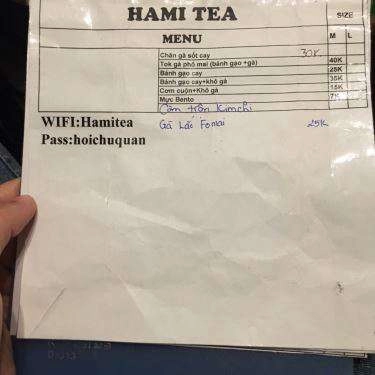 HAMI TEA SIZE
MENU M L
Chân gà sốt cay 30K
Tok gà phô mai (bánh gạo +gà) 40K
Bánh gạo cay 25K
Bánh gạo cay+khô gà 35K
Cơm cuộn+Khô gà 15K
Mực Bento 7K
Cơm trộn Kimchi
WIFI:Hamitea Gà Lắc Fomai 25K
Pass:hoichuquan